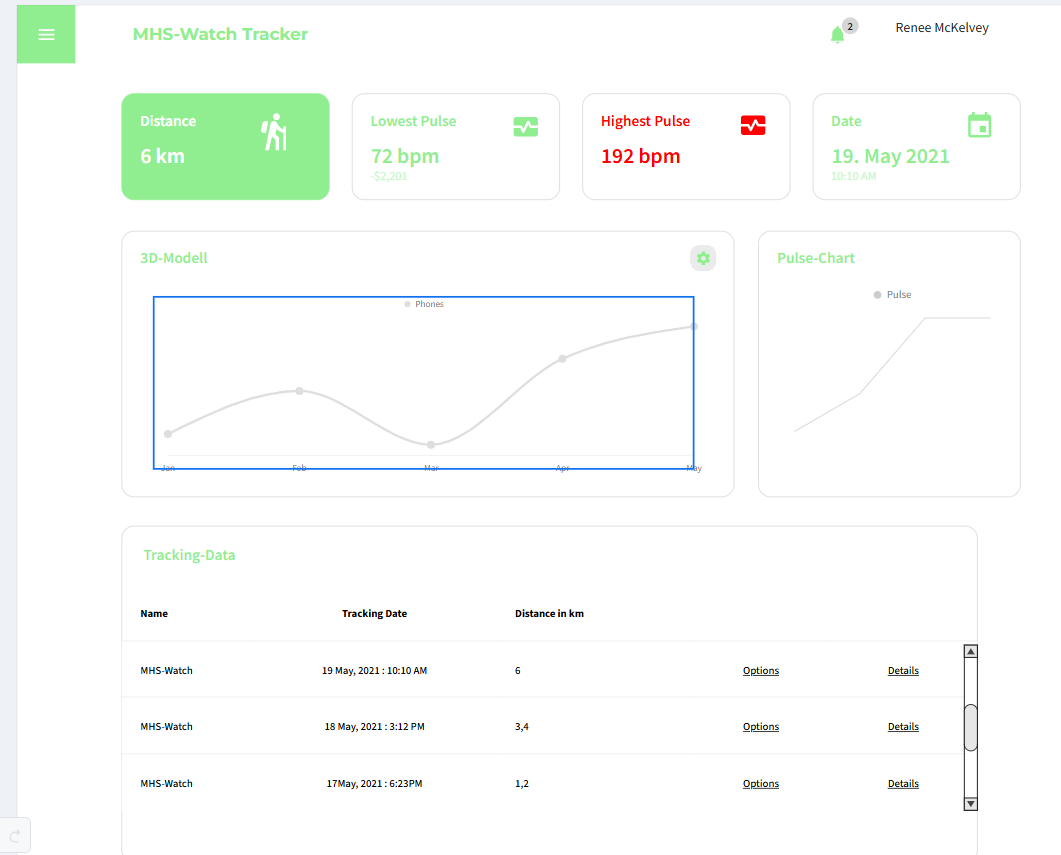 MHS-Watch Tracker
2
Renee McKelvey
Distance
6 km
Lowest Pulse
72 bpm
-$2,201
Highest Pulse
192 bpm
Date
19. May 2021
10:10 AM
3D-Modell
Phones
Jan Feb Mar Apr May
Pulse-Chart
Pulse
Tracking-Data
Name Tracking Date Distance in km
MHS-Watch 19 May, 2021 : 10:10 AM 6 Options Details
MHS-Watch 18 May, 2021 : 3:12 PM 3,4 Options Details
MHS-Watch 17May, 2021 : 6:23PM 1,2 Options Details